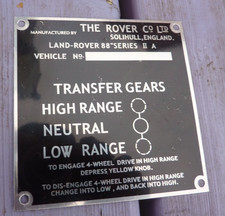 MANUFACTURED BY THE ROVER CO LTD
SOLIHULL, ENGLAND.
LAND-ROVER 88" SERIES II A
VEHICLE No.
TRANSFER GEARS
HIGH RANGE
NEUTRAL
LOW RANGE
TO ENGAGE 4-WHEEL DRIVE IN HIGH RANGE
DEPRESS YELLOW KNOB.
TO DIS-ENGAGE 4-WHEEL DRIVE IN HIGH RANGE
CHANGE INTO LOW, AND BACK INTO HIGH.